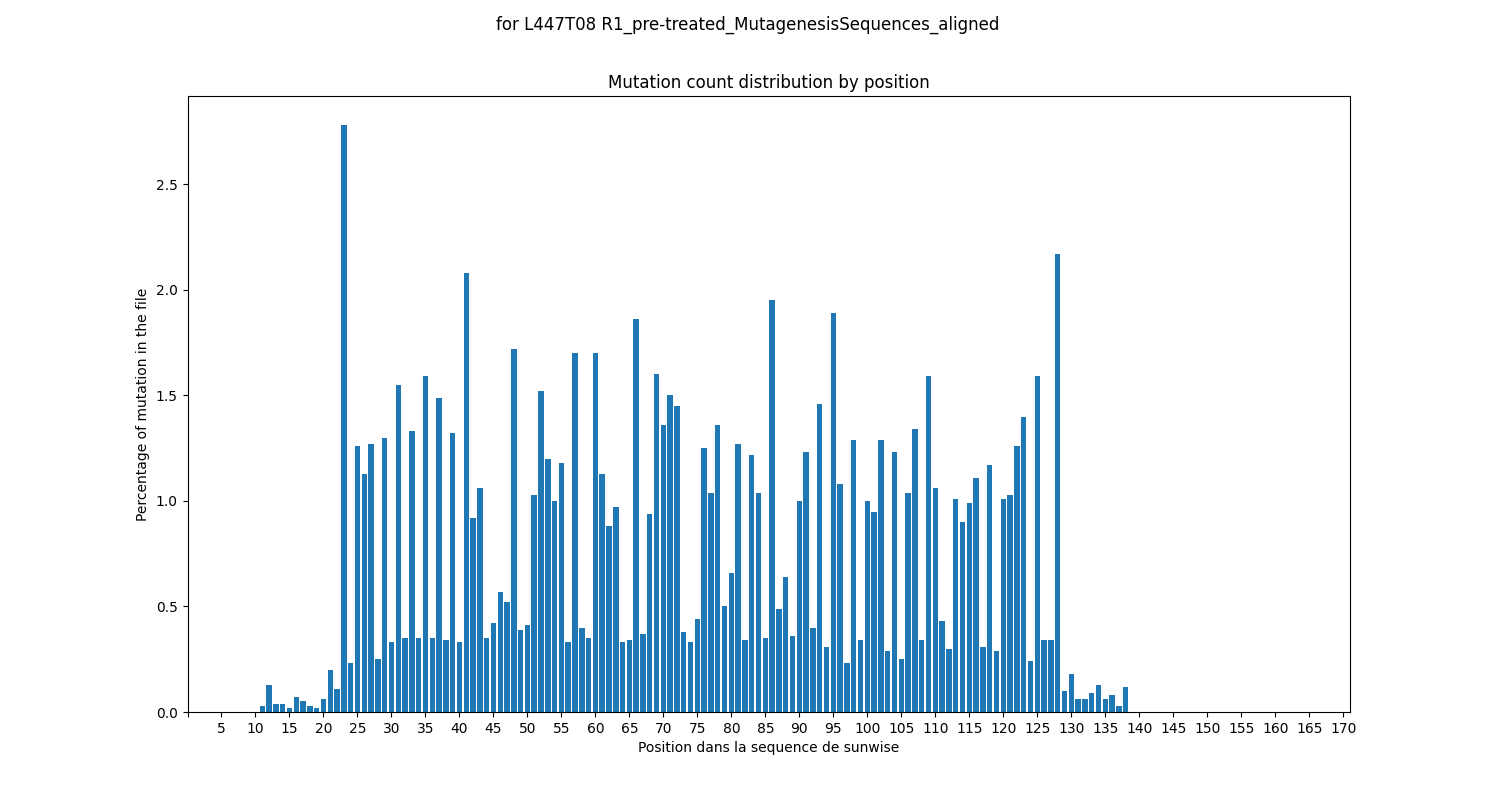 for L447T08 R1_pre-treated_MutagenesisSequences_aligned
Mutation count distribution by position
Percentage of mutation in the file
2.5
2.0
1.5
1.0
0.5
0.0
5 10 15 20 25 30 35 40 45 50 55 60 65 70 75 80 85 90 95 100 105 110 115 120 125 130 135 140 145 150 155 160 165 170
Position dans la sequence de sunwise